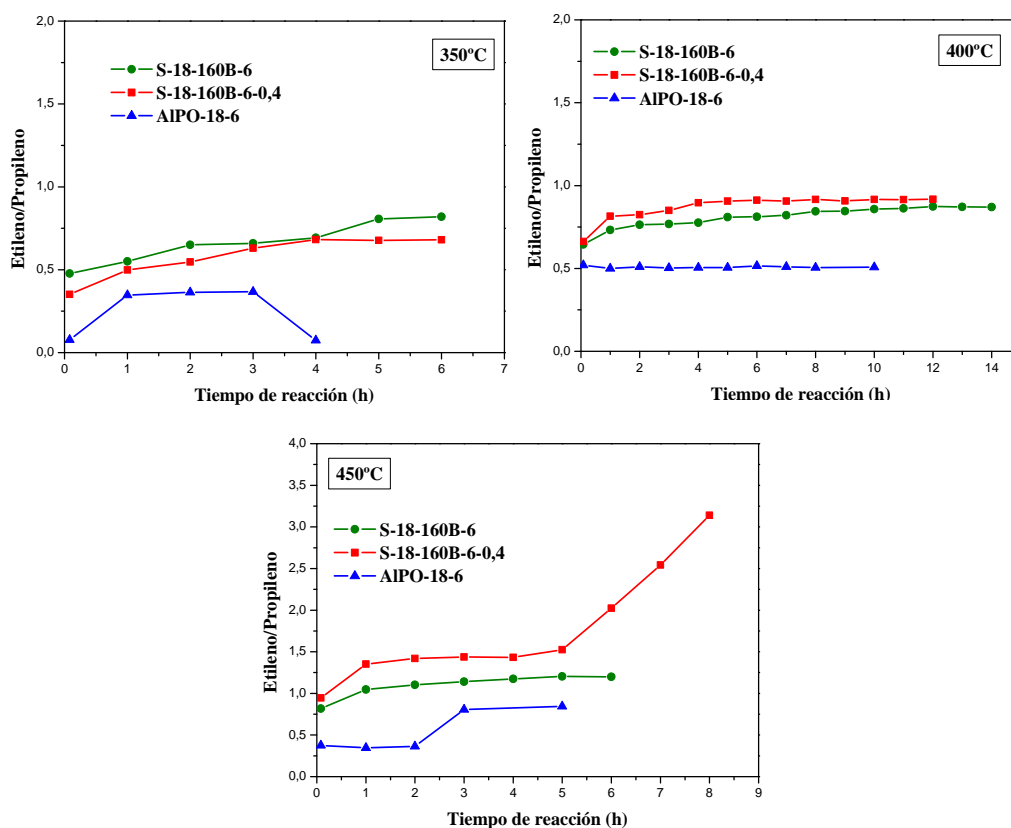 350ºC
S-18-160B-6
S-18-160B-6-0,4
AlPO-18-6
Etileno/Propileno
2,0
1,5
1,0
0,5
0,0
0 1 2 3 4 5 6 7
Tiempo de reacción (h)
400ºC
S-18-160B-6
S-18-160B-6-0,4
AlPO-18-6
Etileno/Propileno
2,0
1,5
1,0
0,5
0,0
0 2 4 6 8 10 12 14
Tiempo de reacción (h)
450ºC
S-18-160B-6
S-18-160B-6-0,4
AlPO-18-6
Etileno/Propileno
4,0
3,5
3,0
2,5
2,0
1,5
1,0
0,5
0,0
0 1 2 3 4 5 6 7 8 9
Tiempo de reacción (h)